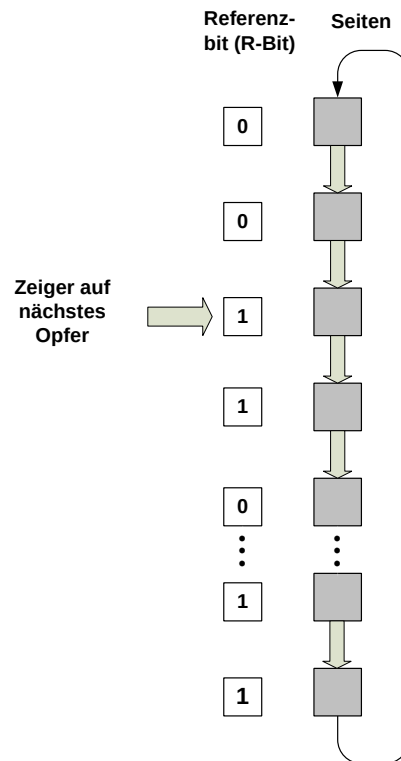 Referenz-
bit (R-Bit)
Seiten
0
0
Zeiger auf
nächstes
Opfer
1
1
0
1
1